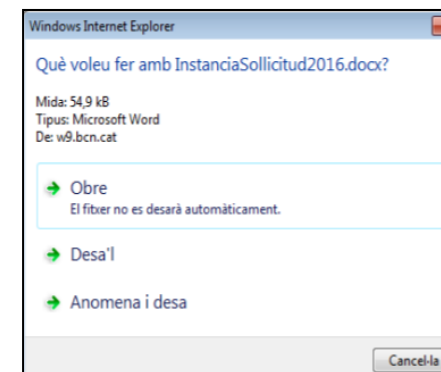 Windows Internet Explorer
Què voleu fer amb InstanciaSollicitud2016.docx?
Mida: 54,9 kB
Tipus: Microsoft Word
De: w9.bcn.cat
Obre
El fitxer no es desarà automàticament.
Desa'l
Anomena i desa
Cancel·la